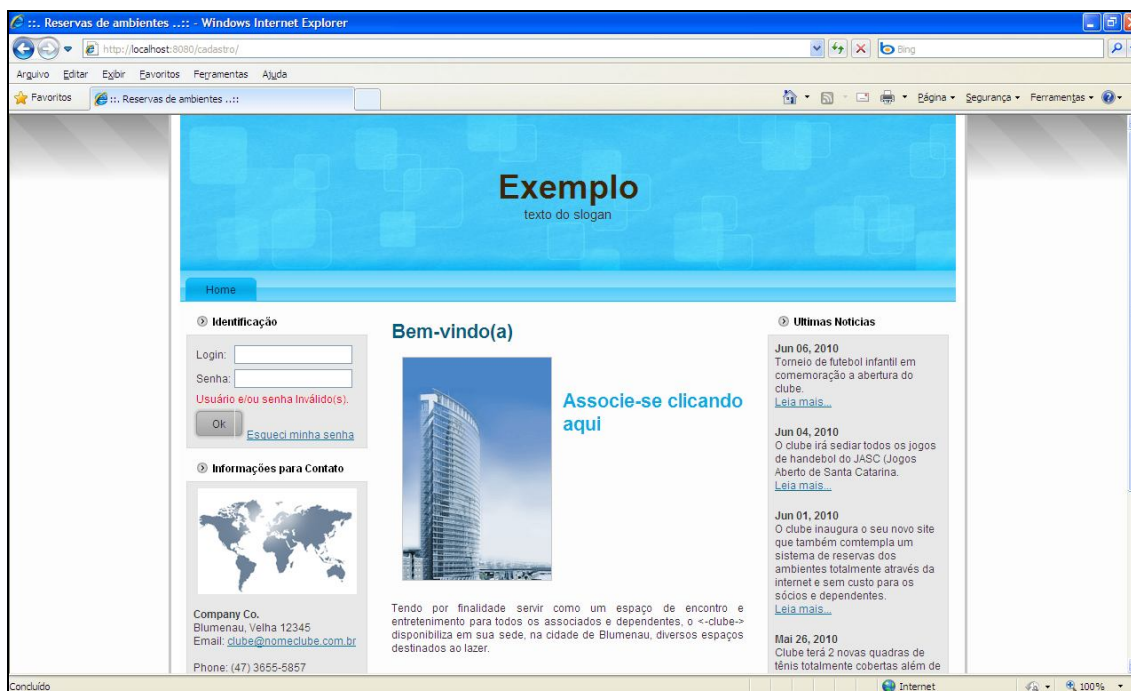 ::. Reservas de ambientes ..:: - Windows Internet Explorer
http://localhost:8080/cadastro/
Bing
Arquivo Editar Exibir Favoritos Ferramentas Ajuda
Favoritos
::. Reservas de ambientes ..::
Página Segurança Ferramentas
Exemplo
texto do slogan
Home
Identificação
Login:
Senha:
Usuário e/ou senha Inválido(s).
Ok
Esqueci minha senha
Informações para Contato
Company Co.
Blumenau, Velha 12345
Email: clube@nomeclube.com.br
Phone: (47) 3655-5857
Bem-vindo(a)
Associe-se clicando
aqui
Tendo por finalidade servir como um espaço de encontro e
entretenimento para todos os associados e dependentes, o <-clube->
disponibiliza em sua sede, na cidade de Blumenau, diversos espaços
destinados ao lazer.
Ultimas Noticias
Jun 06, 2010
Torneio de futebol infantil em
comemoração a abertura do
clube.
Leia mais...
Jun 04, 2010
O clube irá sediar todos os jogos
de handebol do JASC (Jogos
Aberto de Santa Catarina.
Leia mais...
Jun 01, 2010
O clube inaugura o seu novo site
que também comtempla um
sistema de reservas dos
ambientes totalmente através da
internet e sem custo para os
sócios e dependentes.
Leia mais...
Mai 26, 2010
Clube terá 2 novas quadras de
tênis totalmente cobertas além de
Concluído
Internet
100%